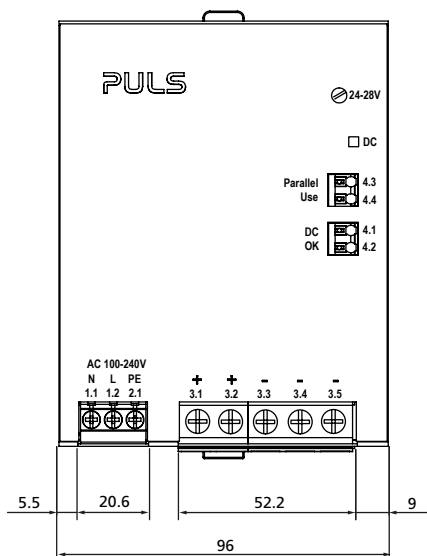 PULS
24-28V
DC
Parallel 4.3
Use 4.4
DC 4.1
OK 4.2
AC 100-240V
N L PE
1.1 1.2 2.1
+ + - - -
3.1 3.2 3.3 3.4 3.5
5.5 20.6 52.2 9
96